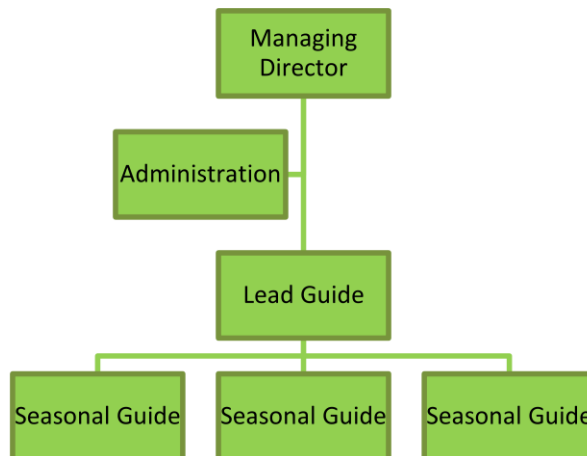 Managing
Director
Administration
Lead Guide
Seasonal Guide
Seasonal Guide
Seasonal Guide